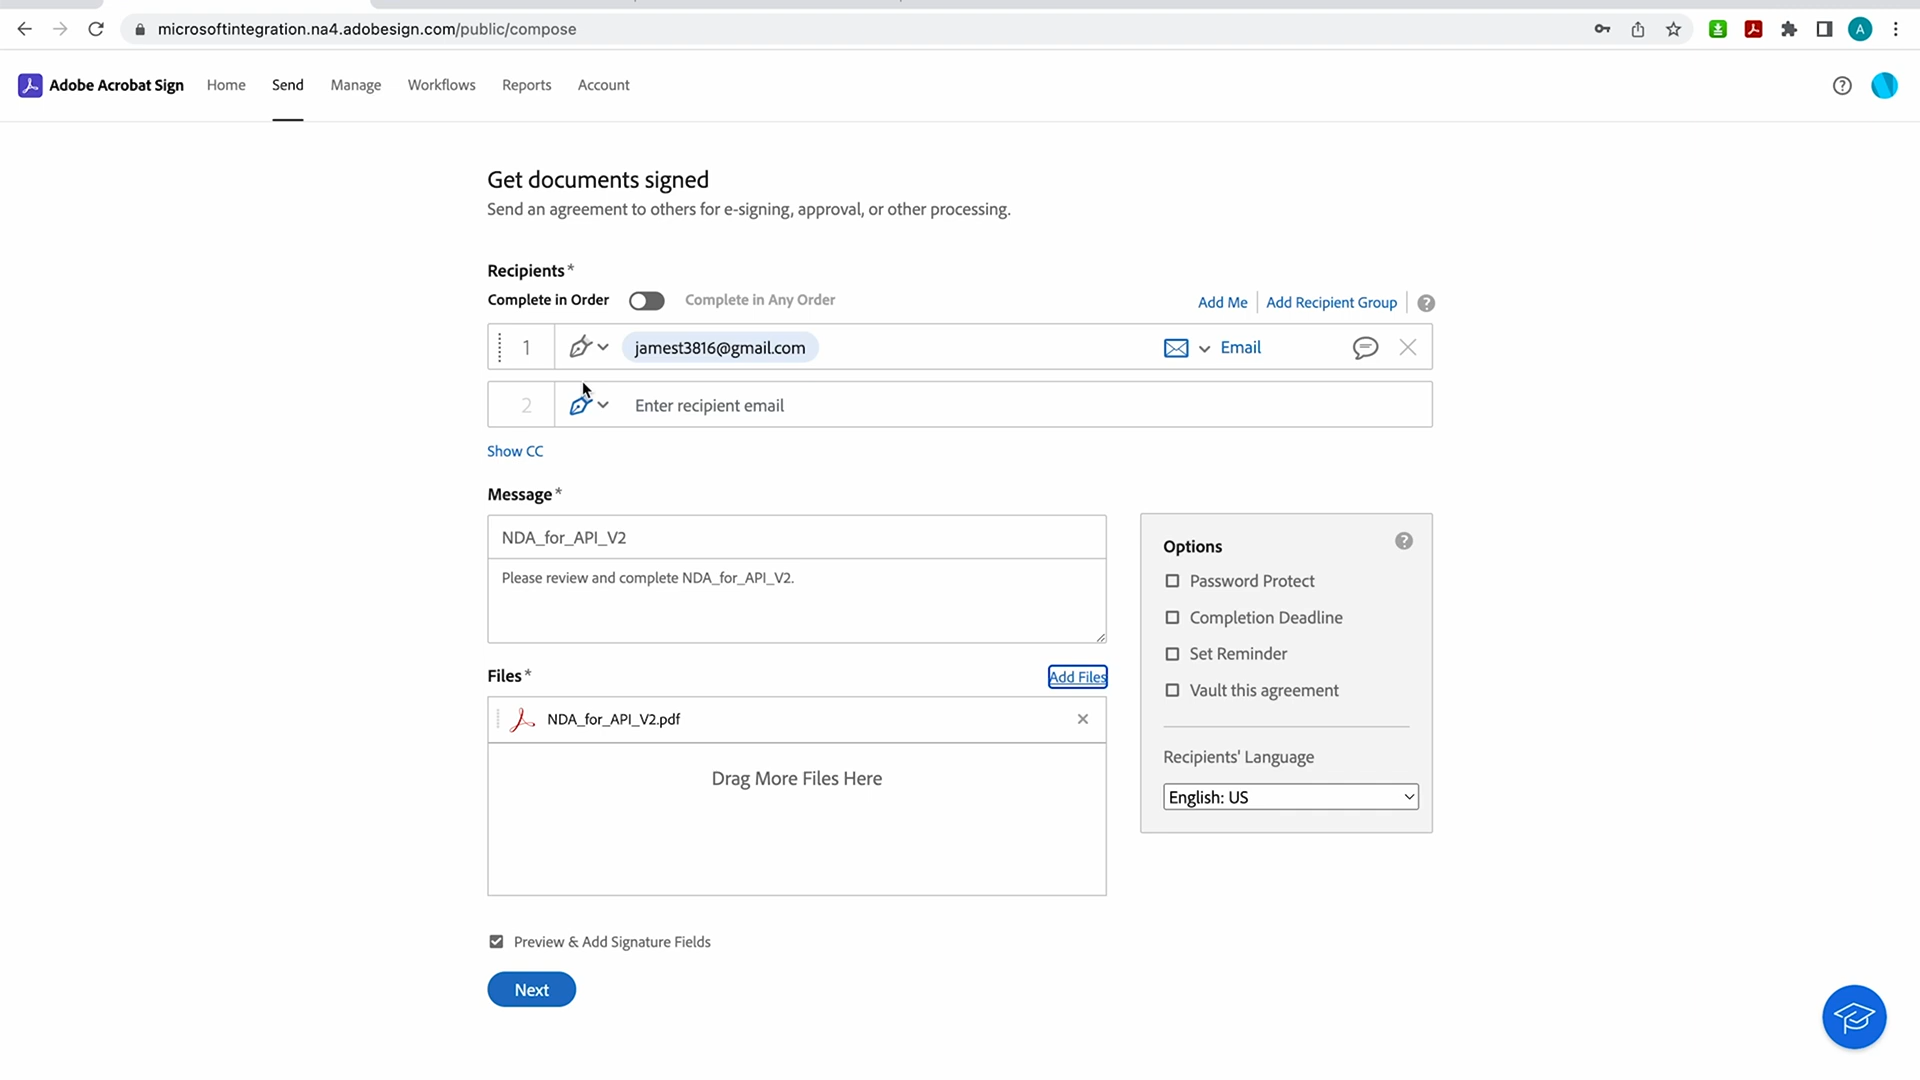 microsoftintegration.na4.adobesign.com/public/compose
A
Adobe Acrobat Sign Home Send Manage Workflows Reports Account
?
Get documents signed
Send an agreement to others for e-signing, approval, or other processing.
Recipients*
Complete in Order Complete in Any Order Add Me Add Recipient Group ?
1 jamest3816@gmail.com Email
2 Enter recipient email
Show CC
Message*
NDA_for_API_V2
Please review and complete NDA_for_API_V2.
Options ?
Password Protect
Completion Deadline
Set Reminder
Vault this agreement
Recipients' Language
English: US
Files* Add Files
NDA_for_API_V2.pdf
Drag More Files Here
Preview & Add Signature Fields
Next